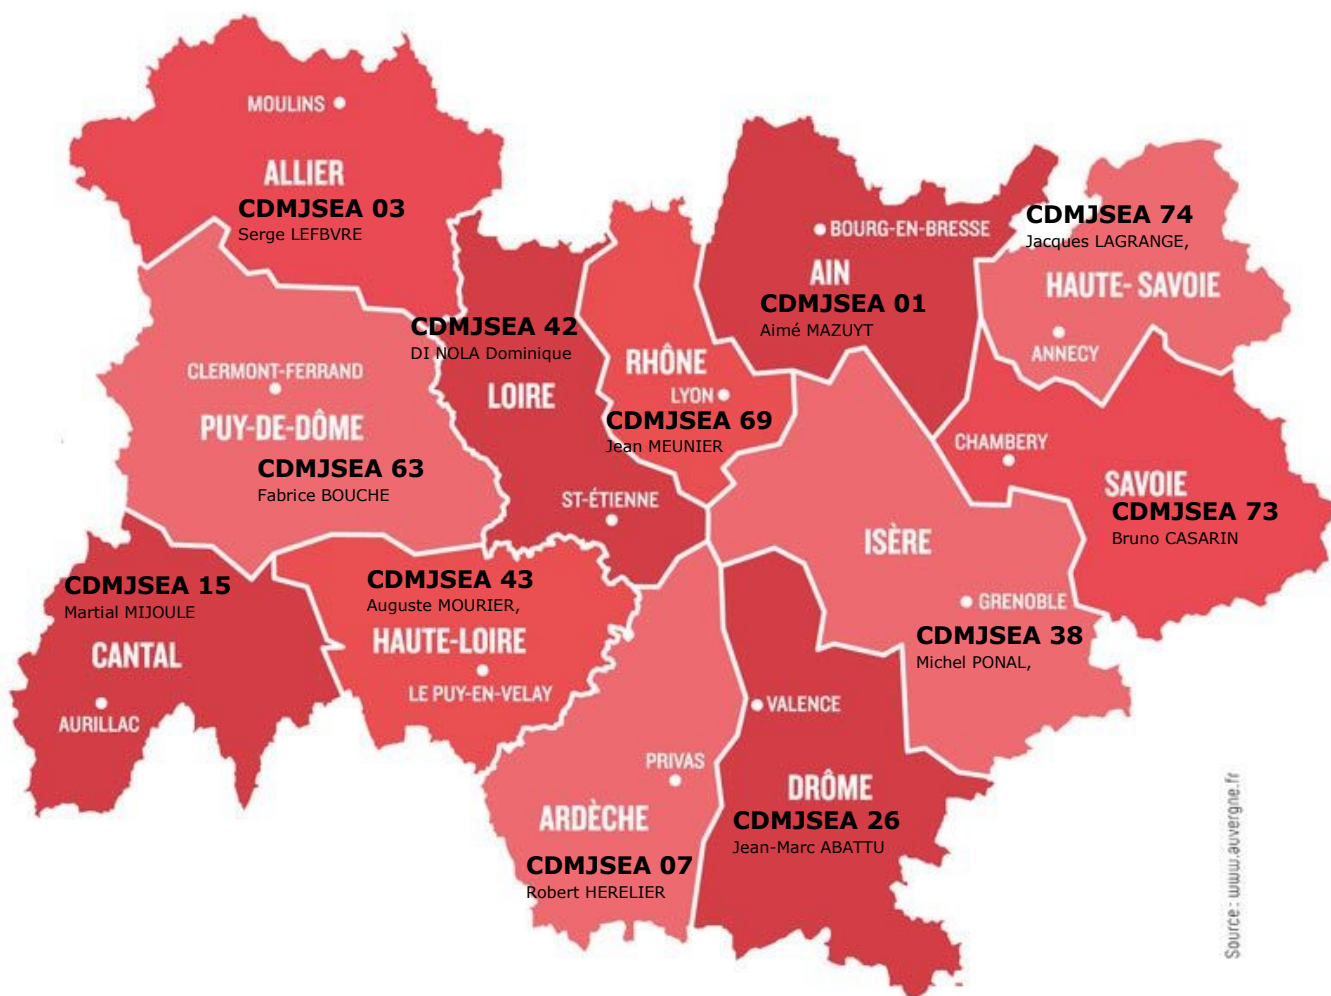 MOULINS
ALLIER
CDMJSEA 03
Serge LEFBVRE
BOURG-EN-BRESSE
AIN
CDMJSEA 01
Aimé MAZUYT
CDMJSEA 74
Jacques LAGRANGE,
HAUTE- SAVOIE
ANNECY
CDMJSEA 42
DI NOLA Dominique
LOIRE
ST-ÉTIENNE
RHÔNE
LYON
CDMJSEA 69
Jean MEUNIER
CLERMONT-FERRAND
PUY-DE-DÔME
CDMJSEA 63
Fabrice BOUCHE
CHAMBERY
SAVOIE
CDMJSEA 73
Bruno CASARIN
ISÈRE
GRENOBLE
CDMJSEA 38
Michel PONAL,
CDMJSEA 15
Martial MIJOULE
CANTAL
AURILLAC
CDMJSEA 43
Auguste MOURIER,
HAUTE-LOIRE
LE PUY-EN-VELAY
VALENCE
DRÔME
CDMJSEA 26
Jean-Marc ABATTU
PRIVAS
ARDÈCHE
CDMJSEA 07
Robert HERELIER
Source : www.auvergne.fr